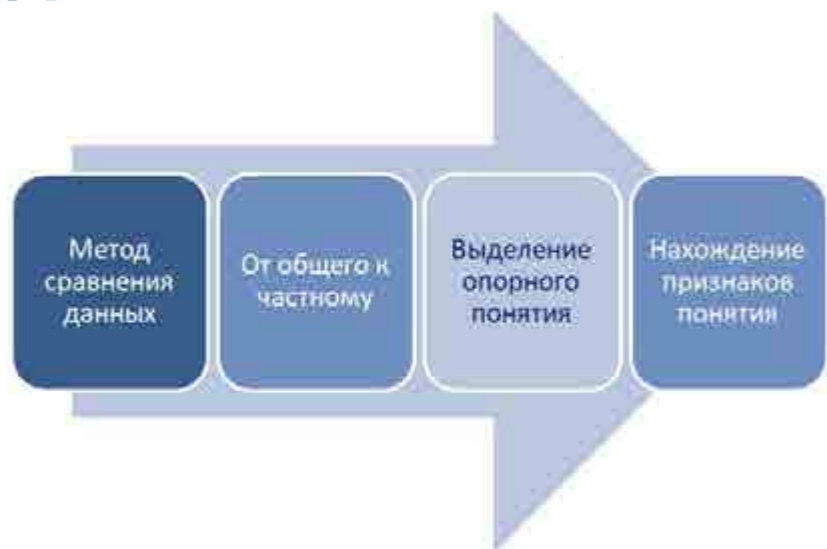 Метод
сравнения
данных
От общего к
частному
Выделение
опорного
понятия
Нахождение
признаков
понятия